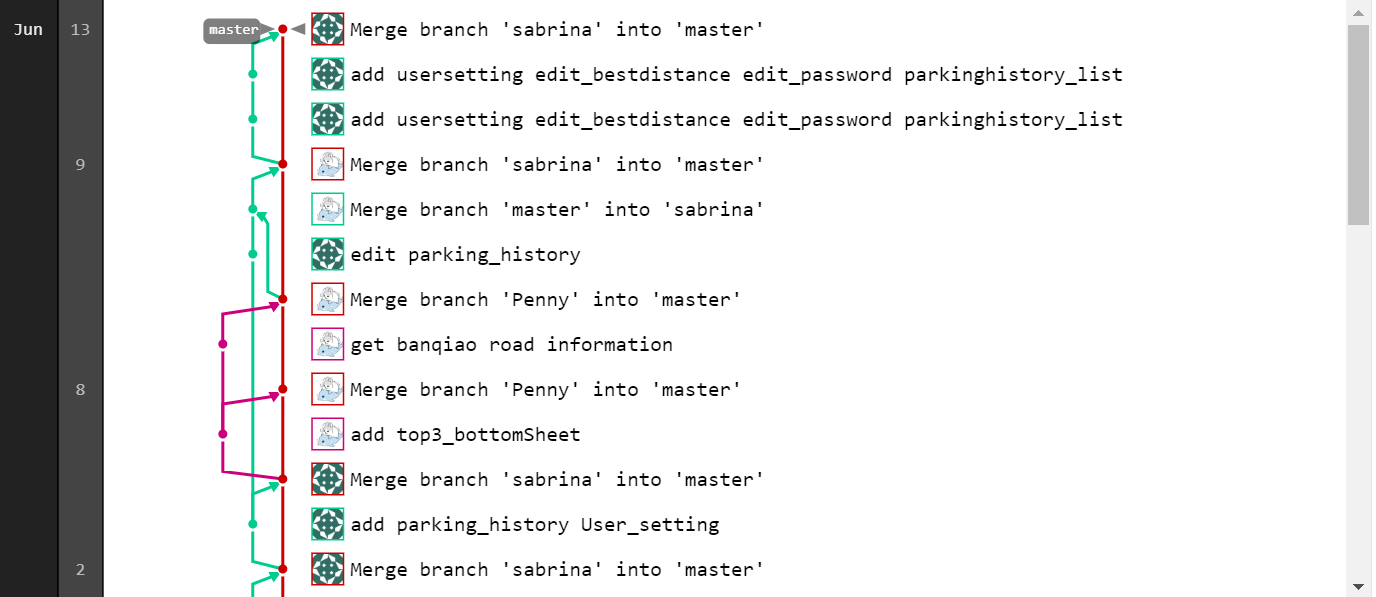 Jun 13 master Merge branch 'sabrina' into 'master'
add usersetting edit_bestdistance edit_password parkinghistory_list
add usersetting edit_bestdistance edit_password parkinghistory_list
9 Merge branch 'sabrina' into 'master'
Merge branch 'master' into 'sabrina'
edit parking_history
Merge branch 'Penny' into 'master'
get banqiao road information
8 Merge branch 'Penny' into 'master'
add top3_bottomSheet
Merge branch 'sabrina' into 'master'
add parking_history User_setting
2 Merge branch 'sabrina' into 'master'